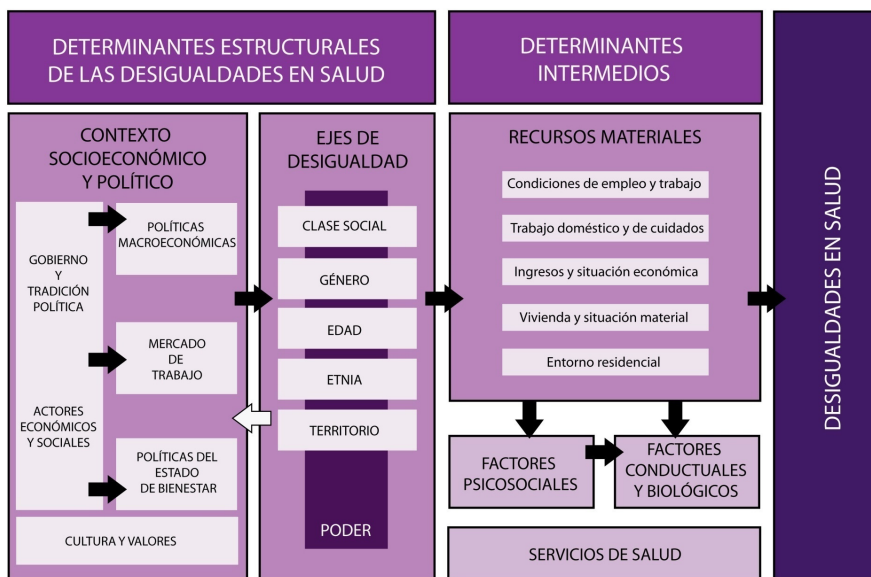 DETERMINANTES ESTRUCTURALES
DE LAS DESIGUALDADES EN SALUD
DETERMINANTES
INTERMEDIOS
CONTEXTO
SOCIOECONÓMICO
Y POLÍTICO
GOBIERNO
Y
TRADICIÓN
POLÍTICA
ACTORES
ECONÓMICOS
Y SOCIALES
POLÍTICAS
MACROECONÓMICAS
MERCADO
DE
TRABAJO
POLÍTICAS DEL
ESTADO
DE BIENESTAR
CULTURA Y VALORES
EJES DE
DESIGUALDAD
CLASE SOCIAL
GÉNERO
EDAD
ETNIA
TERRITORIO
PODER
RECURSOS MATERIALES
Condiciones de empleo y trabajo
Trabajo doméstico y de cuidados
Ingresos y situación económica
Vivienda y situación material
Entorno residencial
FACTORES
PSICOSOCIALES
FACTORES
CONDUCTUALES
Y BIOLÓGICOS
SERVICIOS DE SALUD
DESIGUALDADES EN SALUD